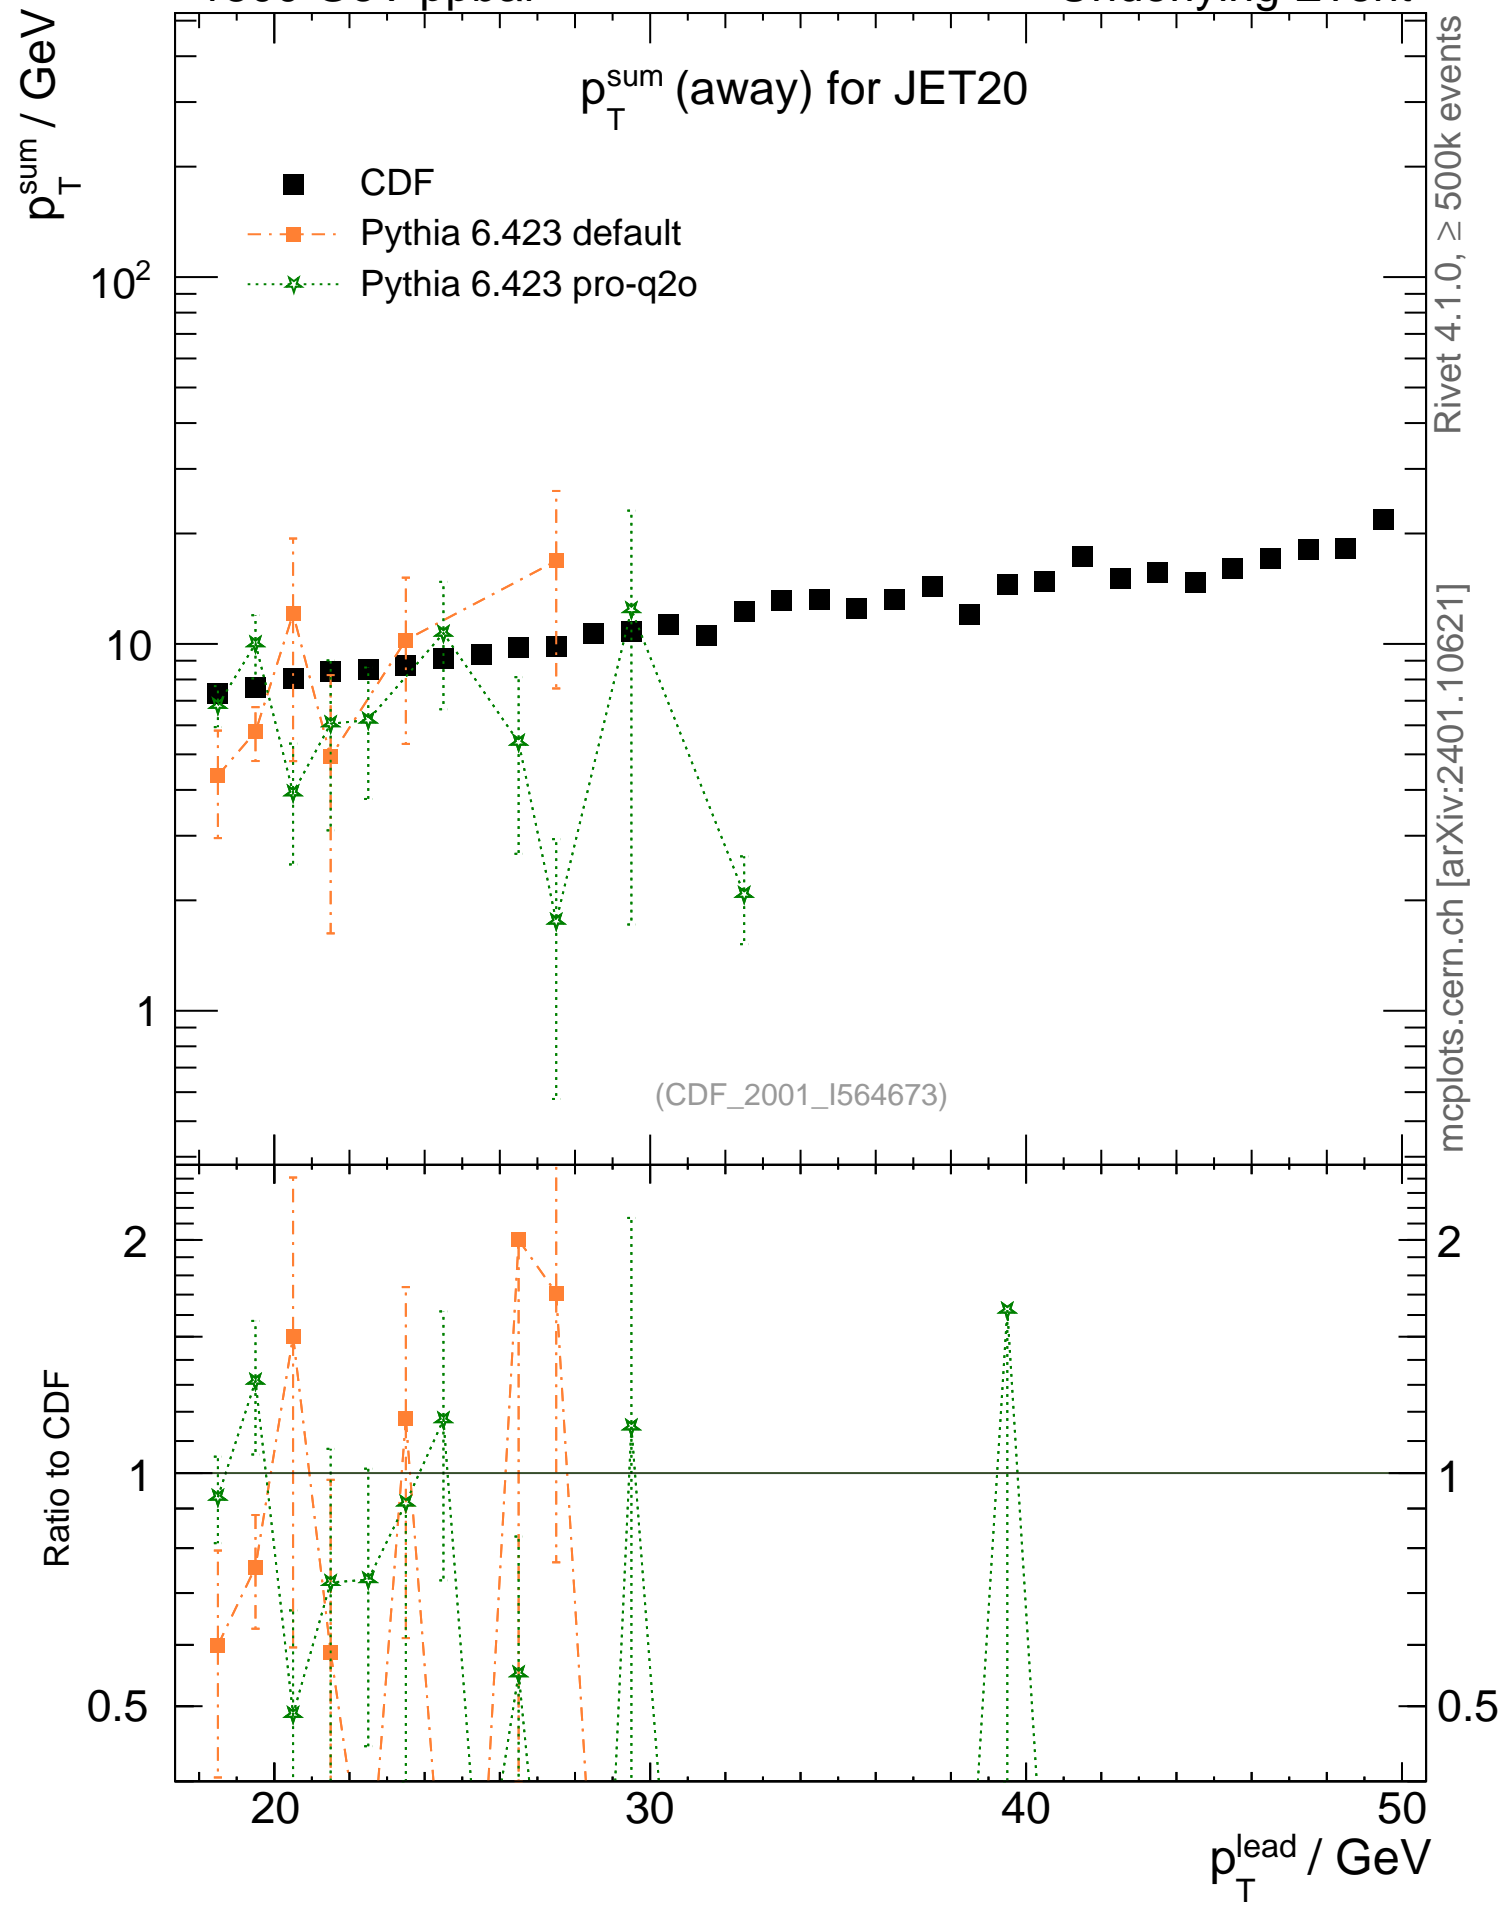 p_T^sum / GeV
p_T^sum (away) for JET20
CDF
Pythia 6.423 default
Pythia 6.423 pro-q2o
10²
10
1
(CDF_2001_I564673)
Rivet 4.1.0, ≥ 500k events
mcplots.cern.ch [arXiv:2401.10621]
Ratio to CDF
2
1
0.5
2
1
0.5
20
30
40
50
p_T^lead / GeV